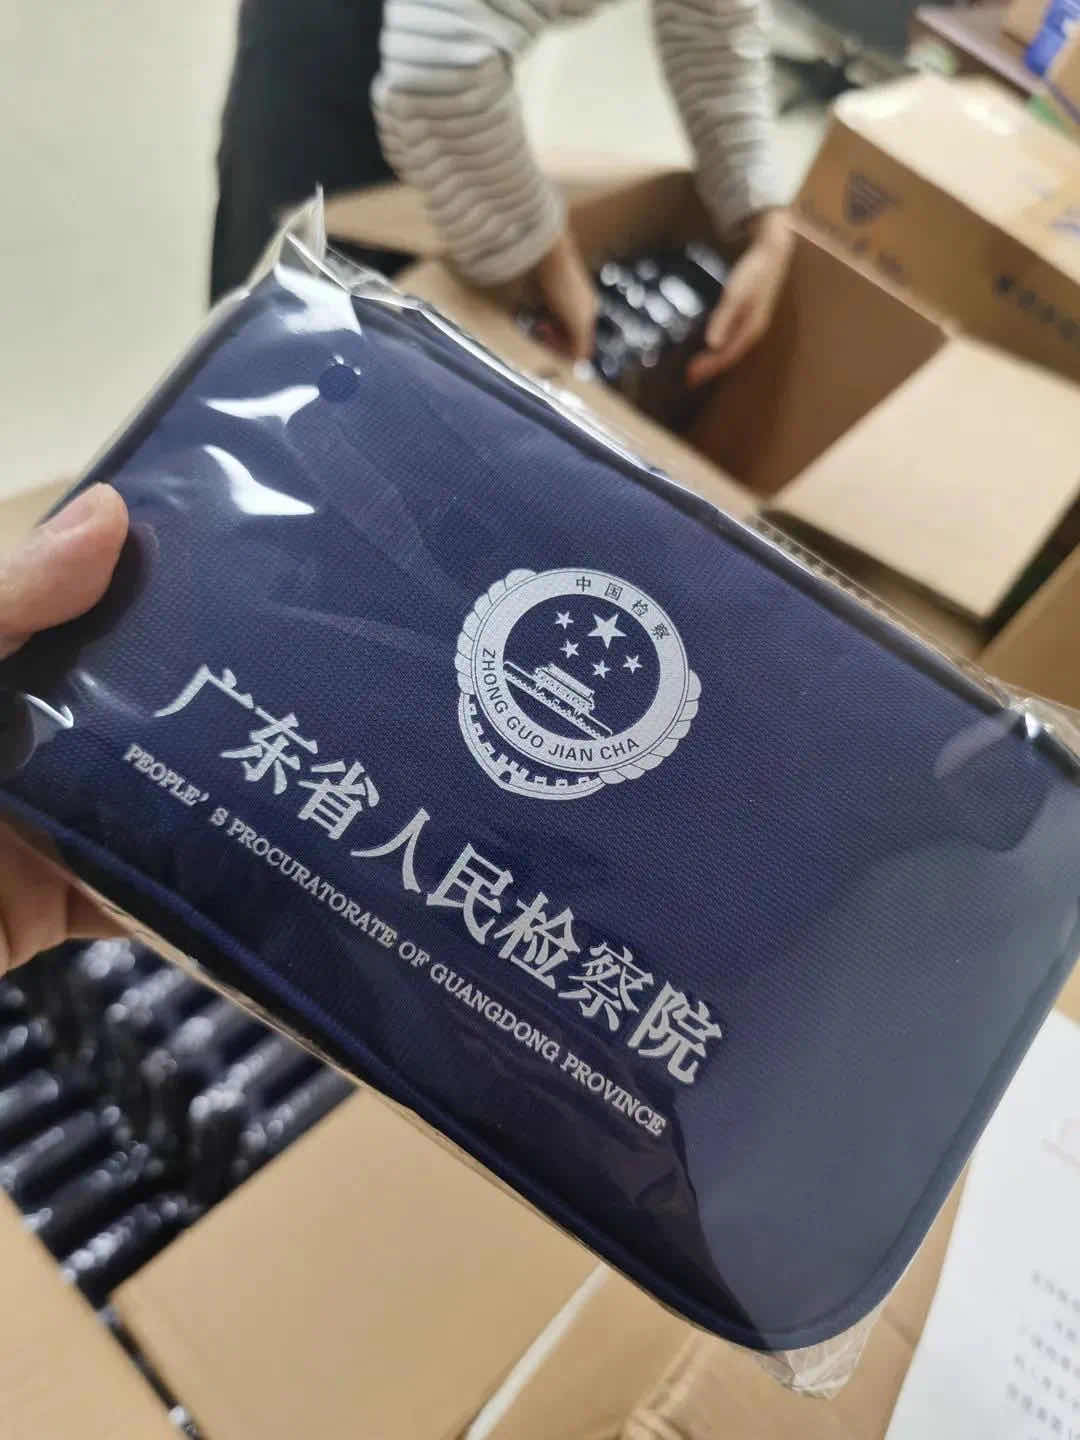 中国检察
ZHONG GUO JIAN CHA
广东省人民检察院
PEOPLE'S PROCURATORATE OF GUANGDONG PROVINCE